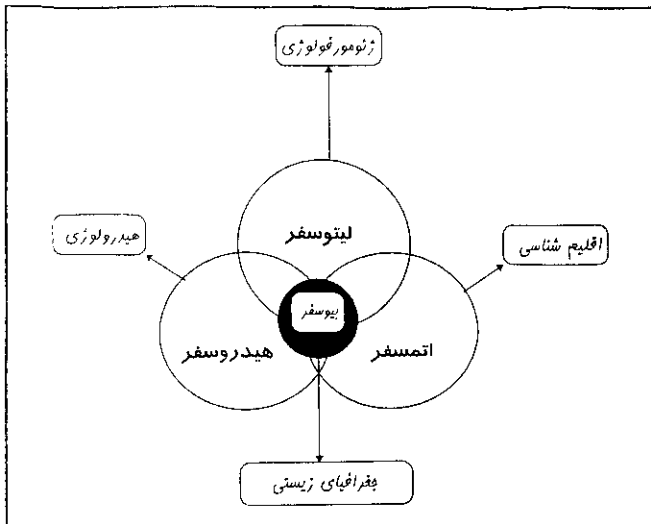 ژئومورفولوژی
لیتوسفر
هیدرولوژی
اقلیم شناسی
بیوسفر
هیدروسفر
اتمسفر
جغرافیای زیستی